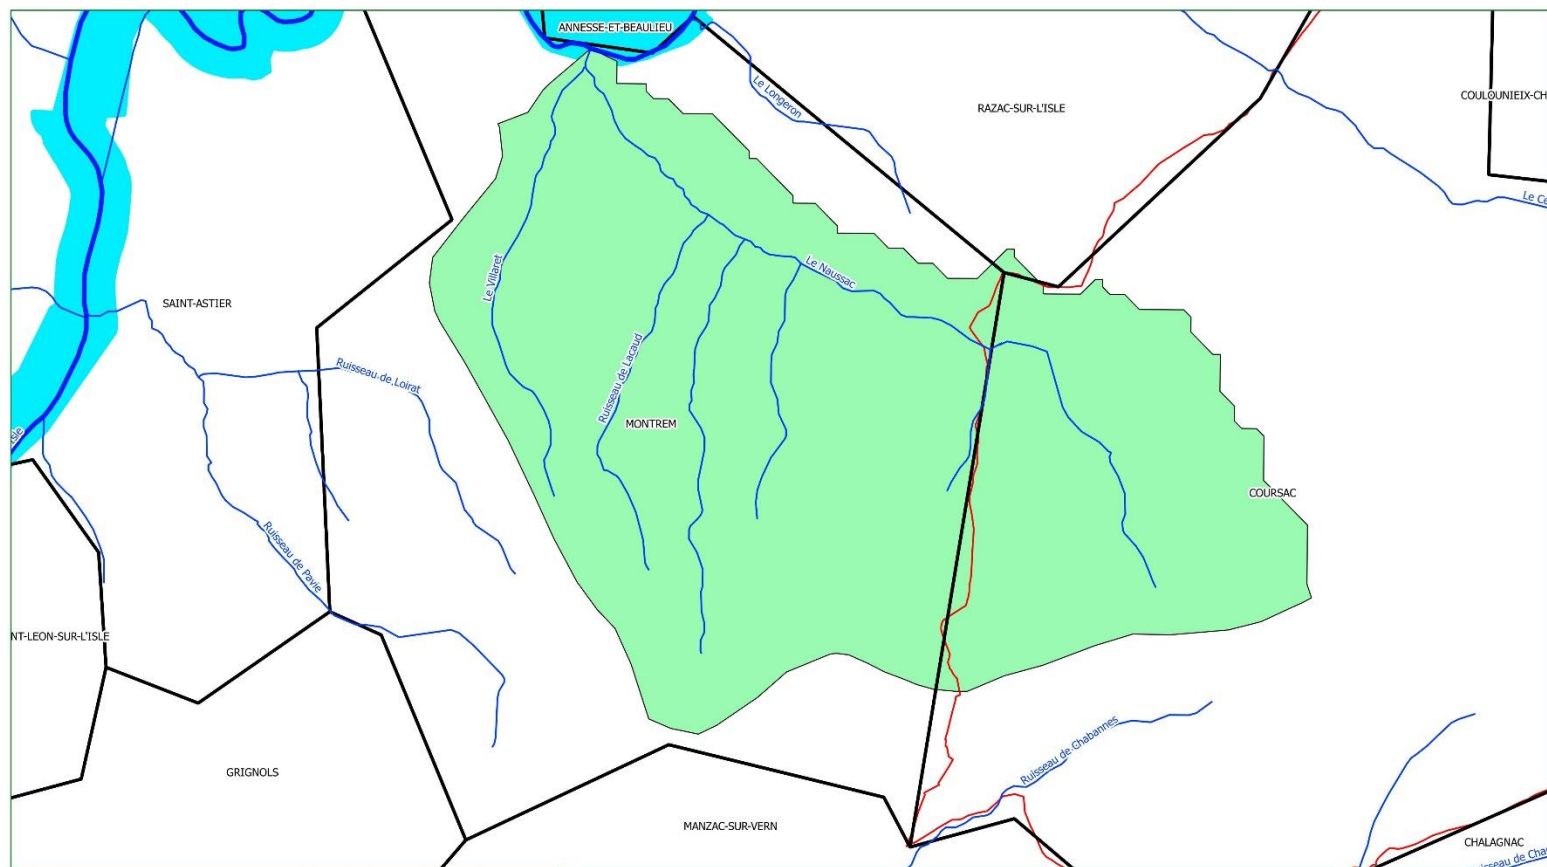 ANNESSE-ET-BEAULIEU
Le Longeron
RAZAC-SUR-L'ISLE
COULOUNIEIX-CH
Le Ce
Le Villaret
Le Naussac
SAINT-ASTIER
Ruisseau de Loirat
Ruisseau de Lacaud
MONTREM
Isle
COURSAC
Ruisseau de Pavie
NT-LEON-SUR-L'ISLE
Ruisseau de Chabannes
GRIGNOLS
MANZAC-SUR-VERN
CHALAGNAC
isseau de Cha